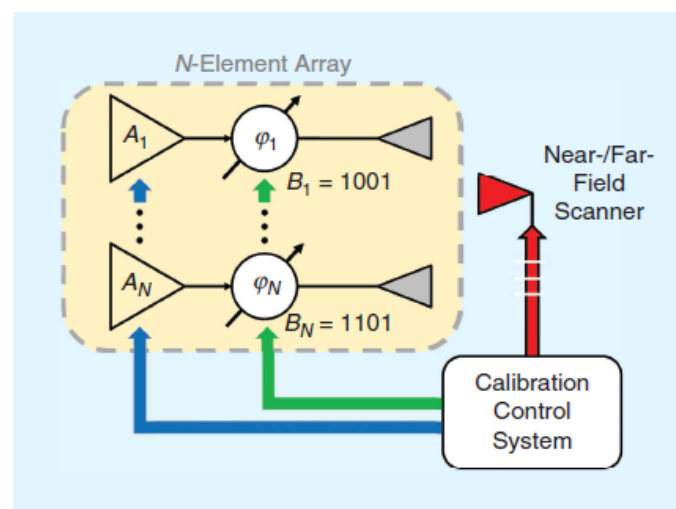 N-Element Array
A1
φ1
B1 = 1001
Near-/Far-
Field
Scanner
AN
φN
BN = 1101
Calibration
Control
System